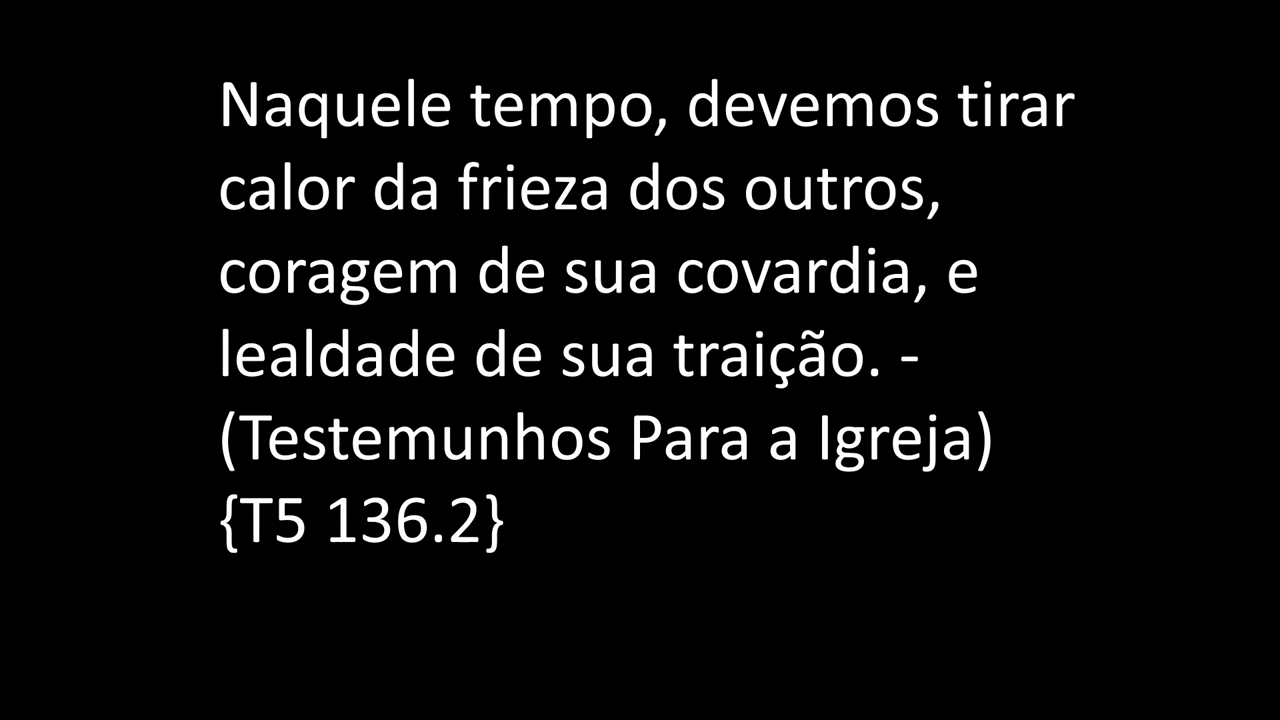 Naquele tempo, devemos tirar
calor da frieza dos outros,
coragem de sua covardia, e
lealdade de sua traição. -
(Testemunhos Para a Igreja)
{T5 136.2}